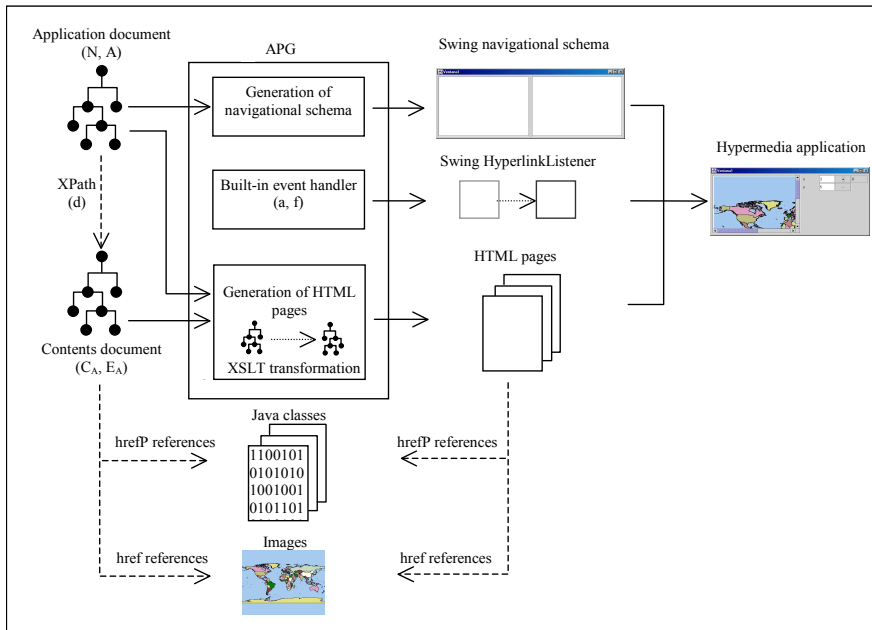 Application document
(N, A)
APG
Swing navigational schema
Generation of
navigational schema
Ventana1
Hypermedia application
XPath
(d)
Built-in event handler
(a, f)
Swing HyperlinkListener
Ventana1
HTML pages
Generation of HTML
pages
XSLT transformation
Contents document
(CA, EA)
Java classes
hrefP references
hrefP references
1100101
0101010
1001001
0101101
Images
href references
href references